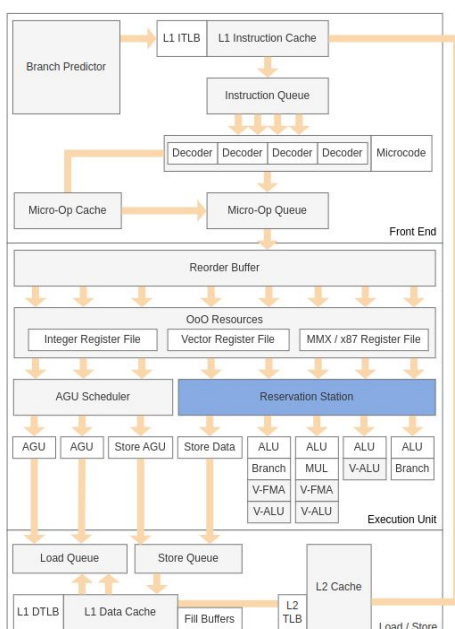 Branch Predictor
L1 ITLB
L1 Instruction Cache
Instruction Queue
Decoder Decoder Decoder Decoder Microcode
Micro-Op Cache
Micro-Op Queue
Front End
Reorder Buffer
OoO Resources
Integer Register File
Vector Register File
MMX / x87 Register File
AGU Scheduler
Reservation Station
AGU AGU Store AGU Store Data ALU ALU ALU ALU
Branch MUL V-ALU Branch
V-FMA V-FMA
V-ALU V-ALU
Execution Unit
Load Queue
Store Queue
L2 Cache
L1 DTLB
L1 Data Cache
Fill Buffers
L2
TLB
Load / Store